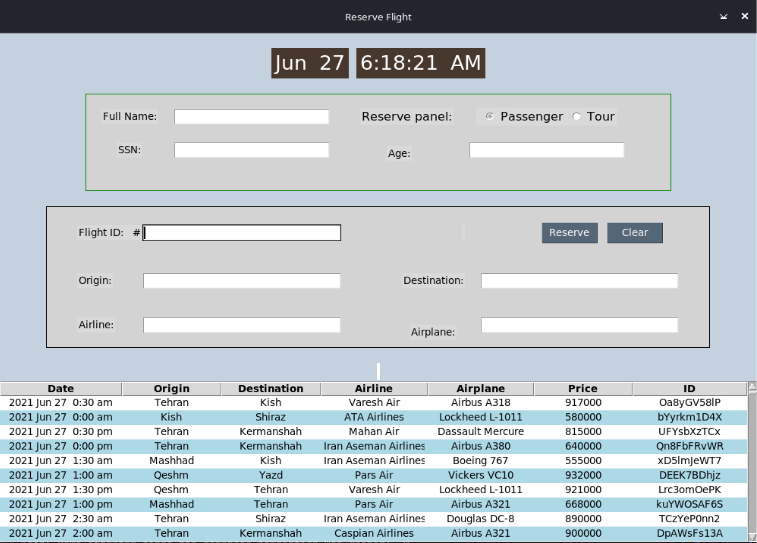 Reserve Flight
Jun 27 6:18:21 AM
Full Name: Reserve panel: Passenger Tour
SSN: Age:
Flight ID: # Reserve Clear
Origin: Destination:
Airline: Airplane:
Date Origin Destination Airline Airplane Price ID
2021 Jun 27 0:30 am Tehran Kish Varesh Air Airbus A318 917000 Oa8yGV58lP
2021 Jun 27 0:00 am Kish Shiraz ATA Airlines Lockheed L-1011 580000 bYyrkm1D4X
2021 Jun 27 0:30 pm Tehran Kermanshah Mahan Air Dassault Mercure 815000 UFYsbXzTCx
2021 Jun 27 0:00 pm Tehran Kermanshah Iran Aseman Airlines Airbus A380 640000 Qn8FbFRvWR
2021 Jun 27 1:30 am Mashhad Kish Iran Aseman Airlines Boeing 767 555000 xD5lmJeWT7
2021 Jun 27 1:00 am Qeshm Yazd Pars Air Vickers VC10 932000 DEEK7BDhjz
2021 Jun 27 1:30 pm Qeshm Tehran Varesh Air Lockheed L-1011 921000 Lrc3omOePK
2021 Jun 27 1:00 pm Mashhad Tehran Pars Air Airbus A321 668000 kuYWOSAF6S
2021 Jun 27 2:30 am Tehran Shiraz Iran Aseman Airlines Douglas DC-8 890000 TCzYeP0nn2
2021 Jun 27 2:00 am Tehran Kermanshah Caspian Airlines Airbus A321 900000 DpAWsFs13A